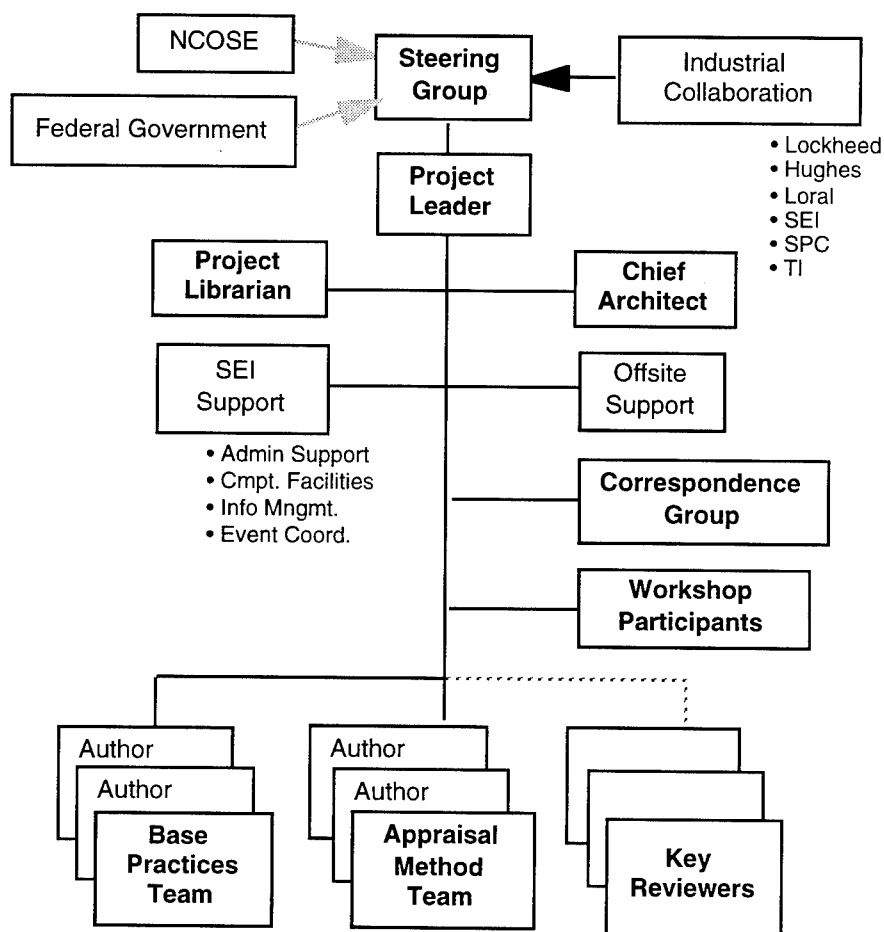 NCOSE
Steering
Group
Industrial
Collaboration
Federal Government
• Lockheed
• Hughes
• Loral
• SEI
• SPC
• TI
Project
Leader
Project
Librarian
Chief
Architect
SEI
Support
Offsite
Support
• Admin Support
• Cmpt. Facilities
• Info Mngmt.
• Event Coord.
Correspondence
Group
Workshop
Participants
Author
Author
Base
Practices
Team
Author
Author
Appraisal
Method
Team
Key
Reviewers